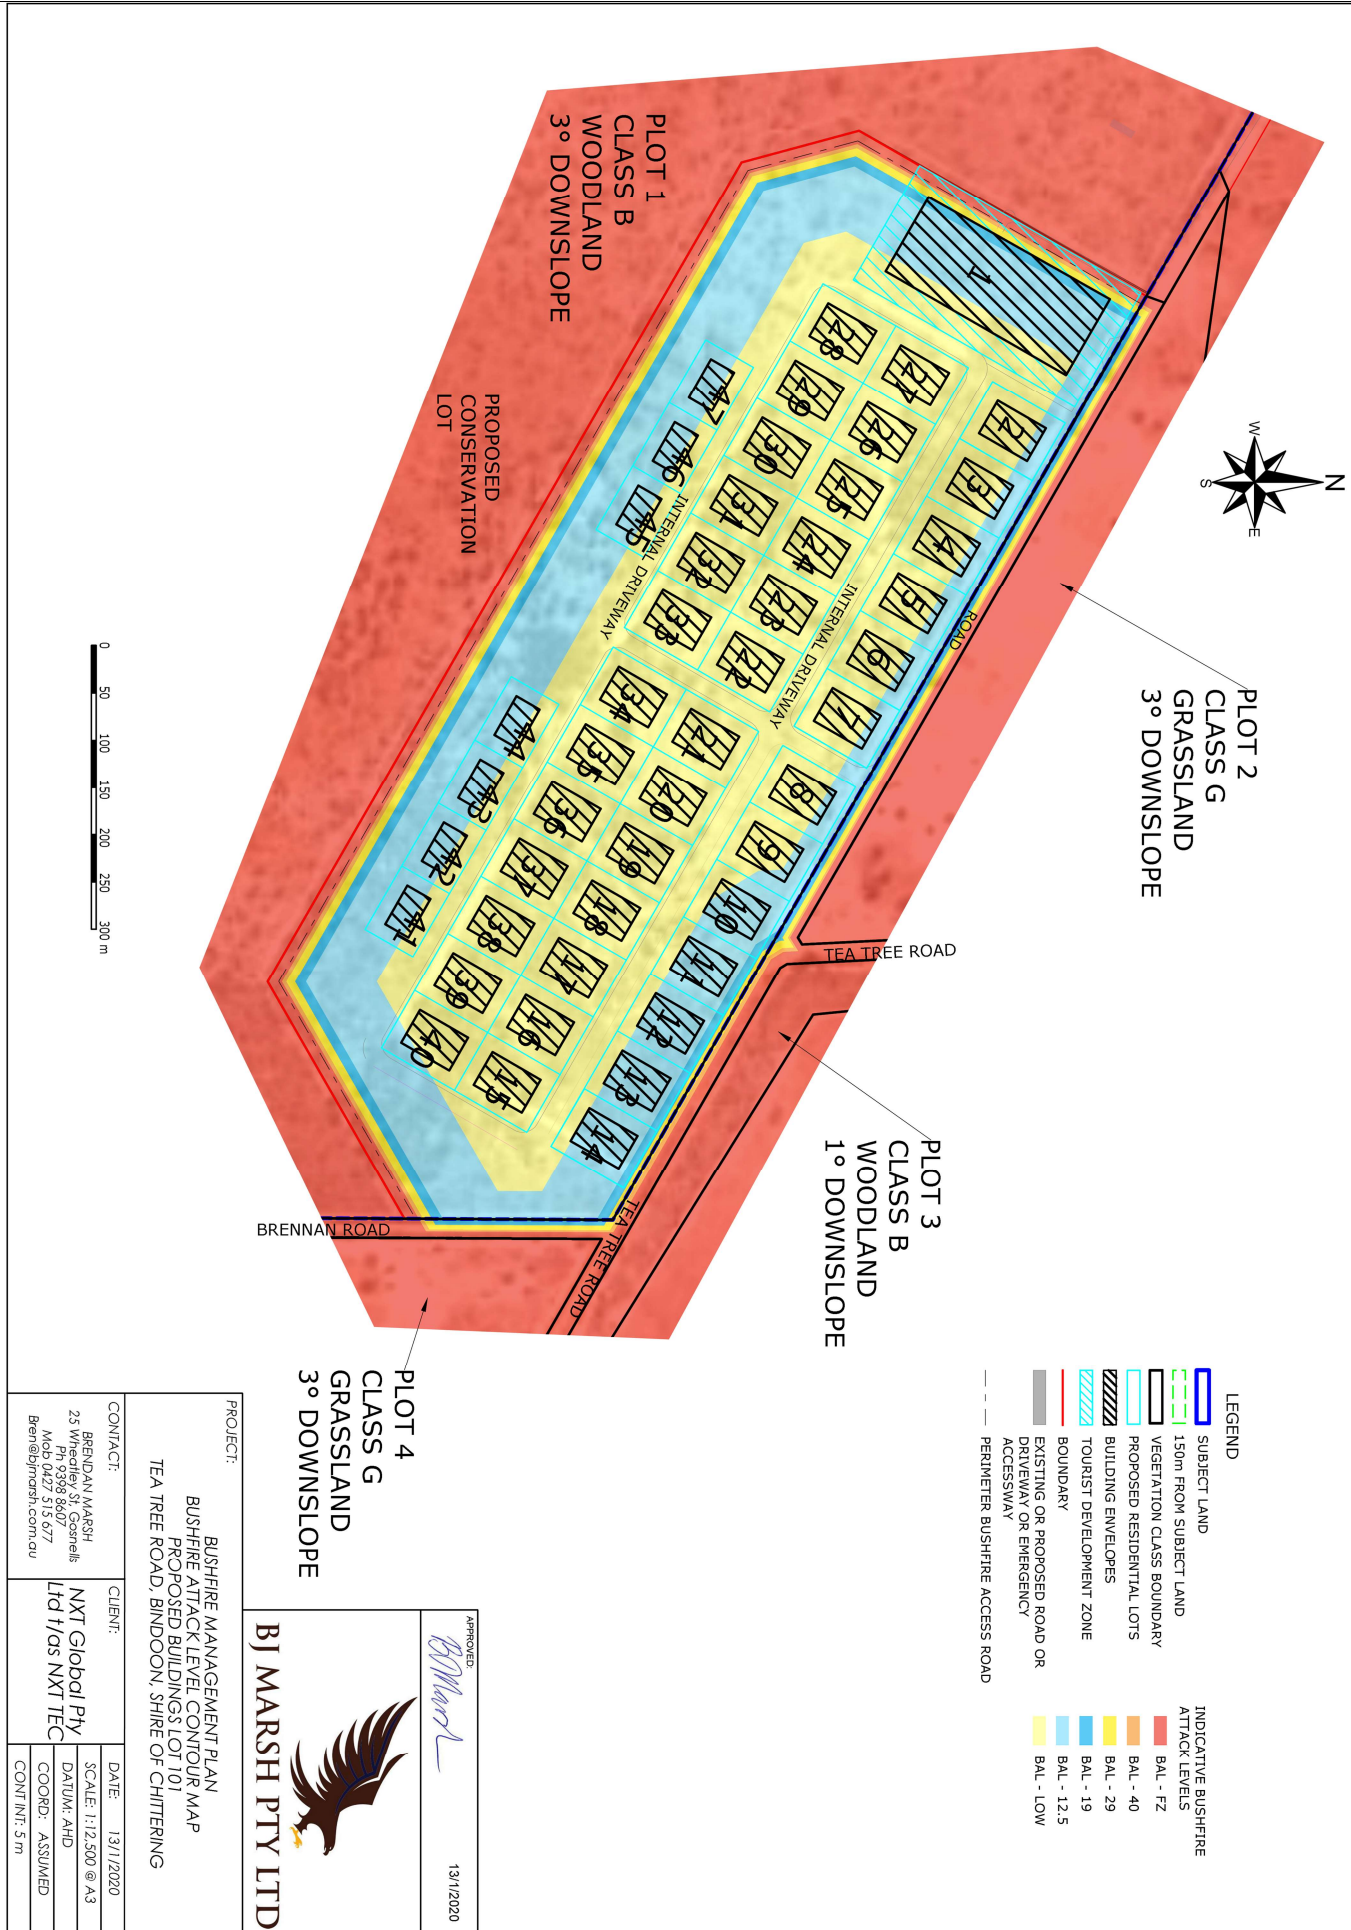 PLOT 1
CLASS B
WOODLAND
3° DOWNSLOPE
PROPOSED
CONSERVATION
LOT
N
W
E
S
PLOT 2
CLASS G
GRASSLAND
3° DOWNSLOPE
PLOT 3
CLASS B
WOODLAND
1° DOWNSLOPE
PLOT 4
CLASS G
GRASSLAND
3° DOWNSLOPE
1
2
3
4
5
6
7
8
9
10
11
12
13
14
15
16
17
18
19
20
21
22
23
24
25
26
27
28
29
30
31
32
33
34
35
36
37
38
39
40
41
42
43
44
45
46
47
INTERNAL DRIVEWAY
INTERNAL DRIVEWAY
ROAD
TEA TREE ROAD
TEA TREE ROAD
BRENNAN ROAD
0 50 100 150 200 250 300 m
LEGEND
SUBJECT LAND
150m FROM SUBJECT LAND
VEGETATION CLASS BOUNDARY
PROPOSED RESIDENTIAL LOTS
BUILDING ENVELOPES
TOURIST DEVELOPMENT ZONE
BOUNDARY
EXISTING OR PROPOSED ROAD OR
DRIVEWAY OR EMERGENCY
ACCESSWAY
PERIMETER BUSHFIRE ACCESS ROAD
INDICATIVE BUSHFIRE
ATTACK LEVELS
BAL - FZ
BAL - 40
BAL - 29
BAL - 19
BAL - 12.5
BAL - LOW
APPROVED:
BJMarsh
13/1/2020
BJ MARSH PTY LTD
PROJECT:
BUSHFIRE MANAGEMENT PLAN
BUSHFIRE ATTACK LEVEL CONTOUR MAP
PROPOSED BUILDINGS LOT 101
TEA TREE ROAD, BINDOON, SHIRE OF CHITTERING
CONTACT:
BRENDAN MARSH
25 Wheatley St, Gosnells
Ph 9398 8607
Mob 0427 515 677
Bren@bjmarsh.com.au
CLIENT:
NXT Global Pty
Ltd t/as NXT TEC
DATE: 13/1/2020
SCALE: 1:12,500 @ A3
DATUM: AHD
COORD: ASSUMED
CONT INT: 5 m